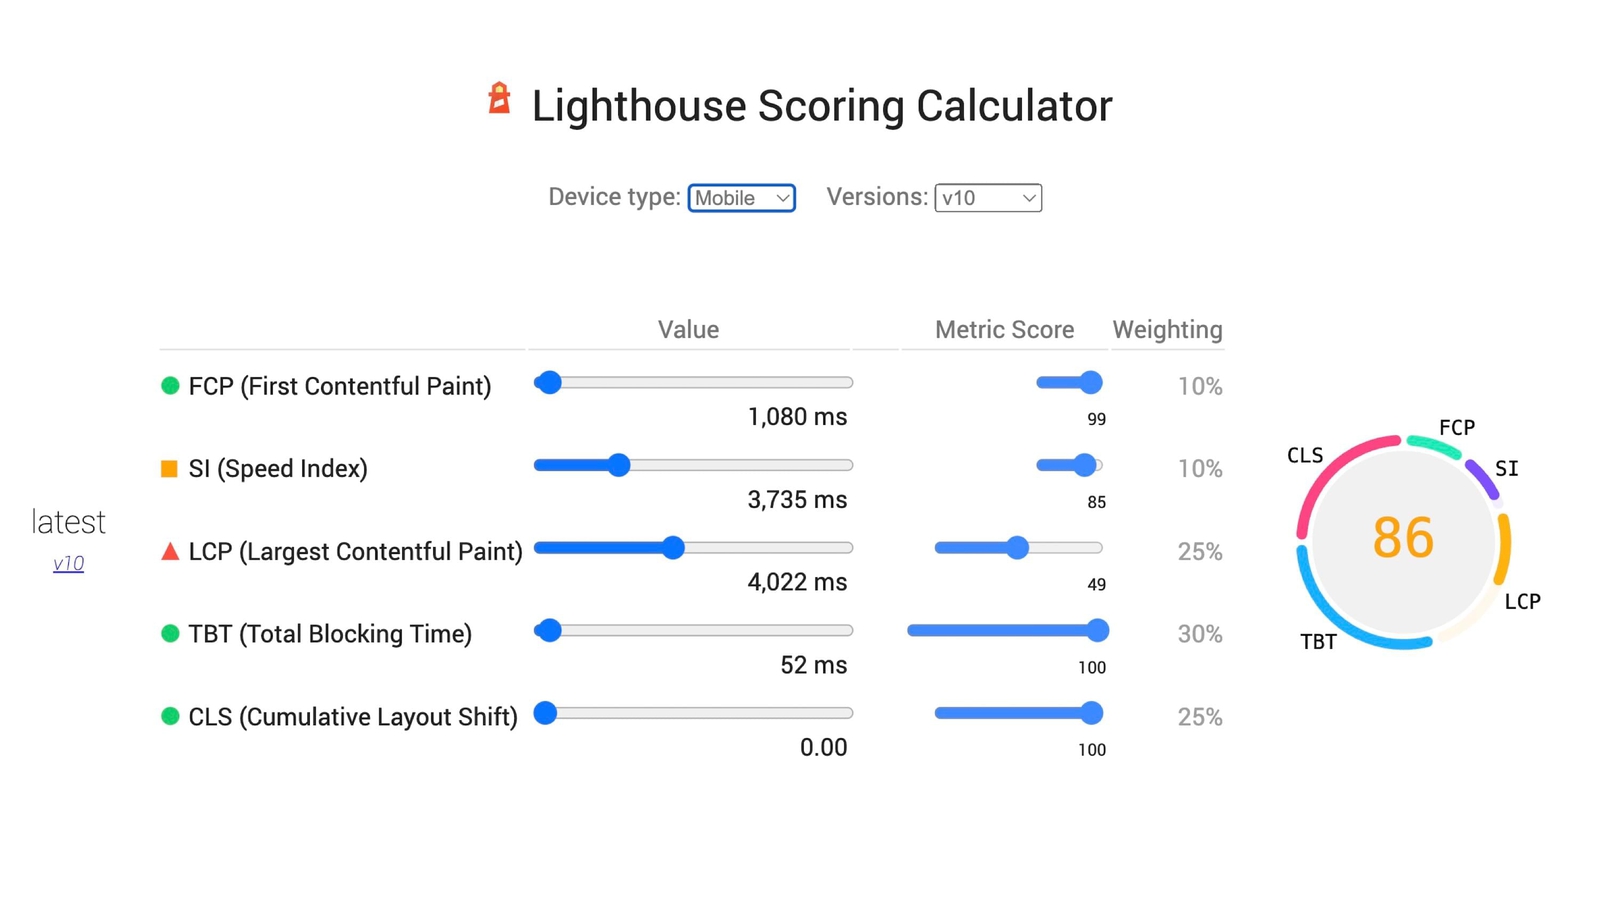 Lighthouse Scoring Calculator
Device type: Mobile Versions: v10
Value Metric Score Weighting
FCP (First Contentful Paint) 10%
1,080 ms 99
SI (Speed Index) 10%
3,735 ms 85
latest
v10
LCP (Largest Contentful Paint) 25%
4,022 ms 49
TBT (Total Blocking Time) 30%
52 ms 100
CLS (Cumulative Layout Shift) 25%
0.00 100
FCP
CLS
SI
86
LCP
TBT